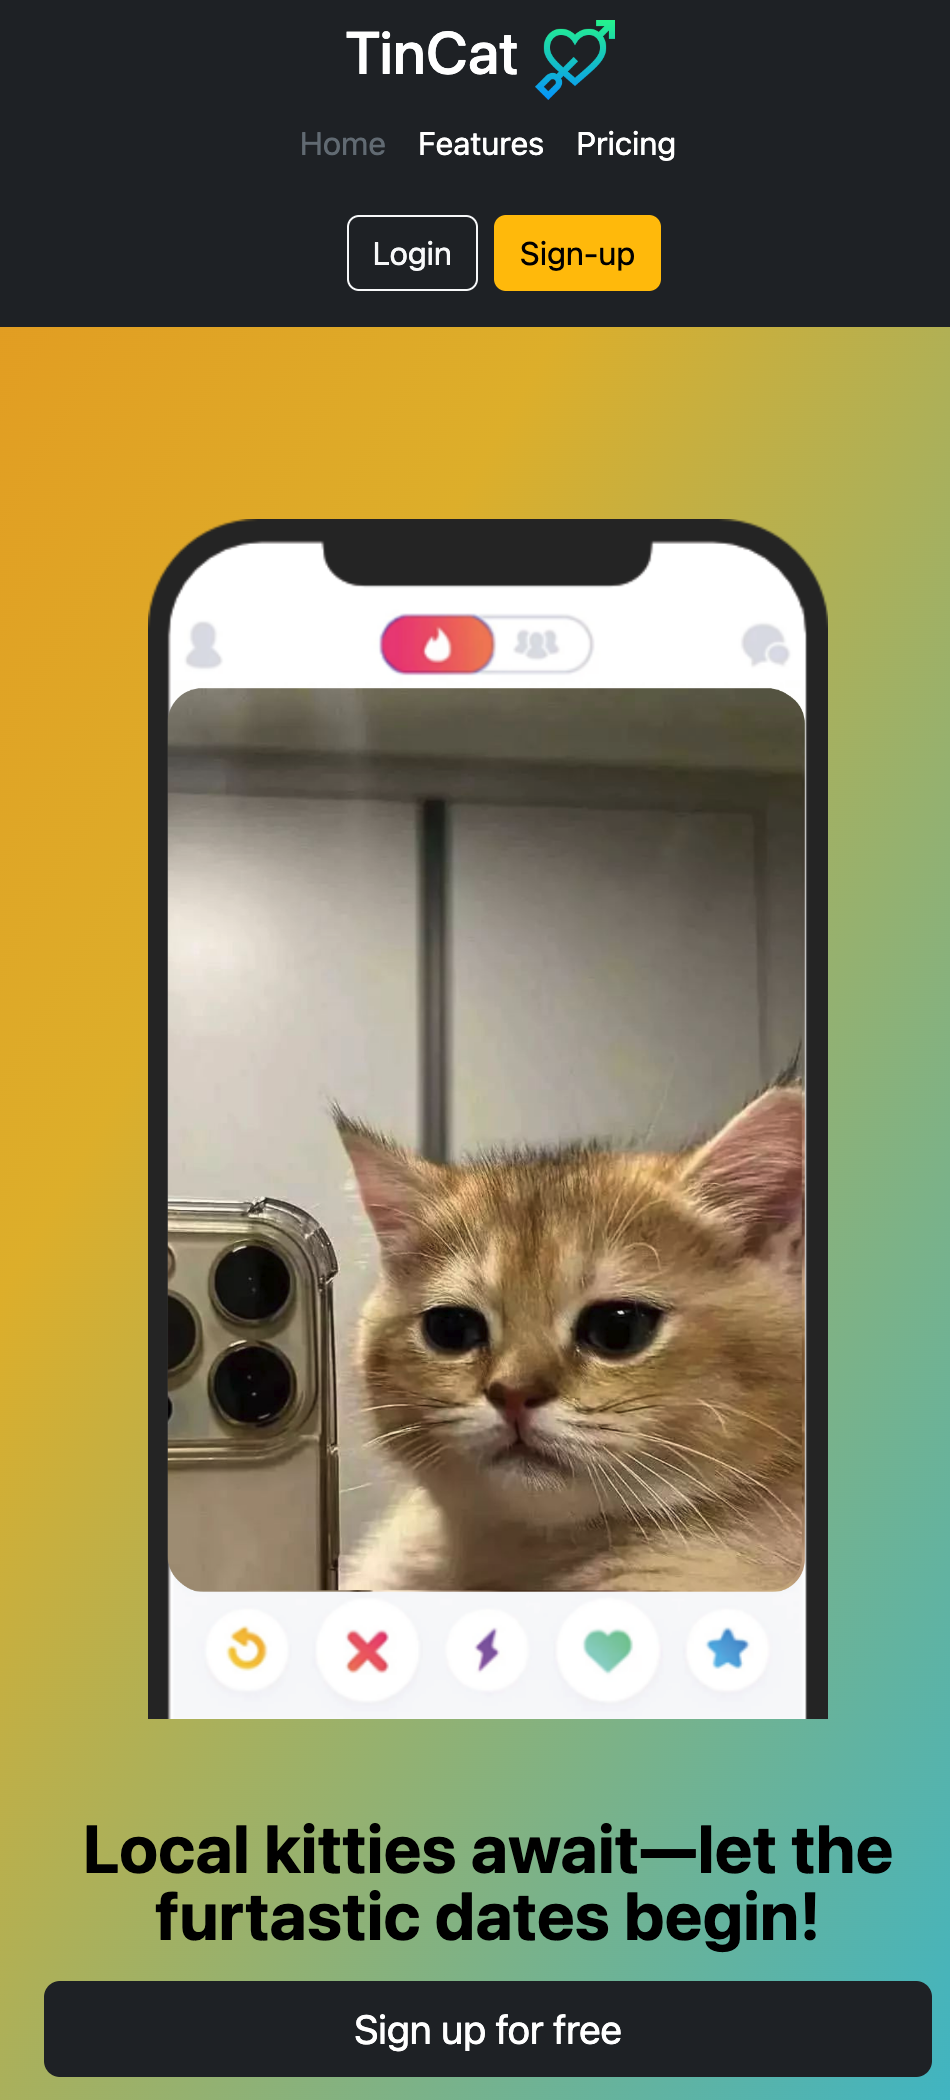 TinCat
Home Features Pricing
Login Sign-up
Local kitties await—let the
furtastic dates begin!
Sign up for free